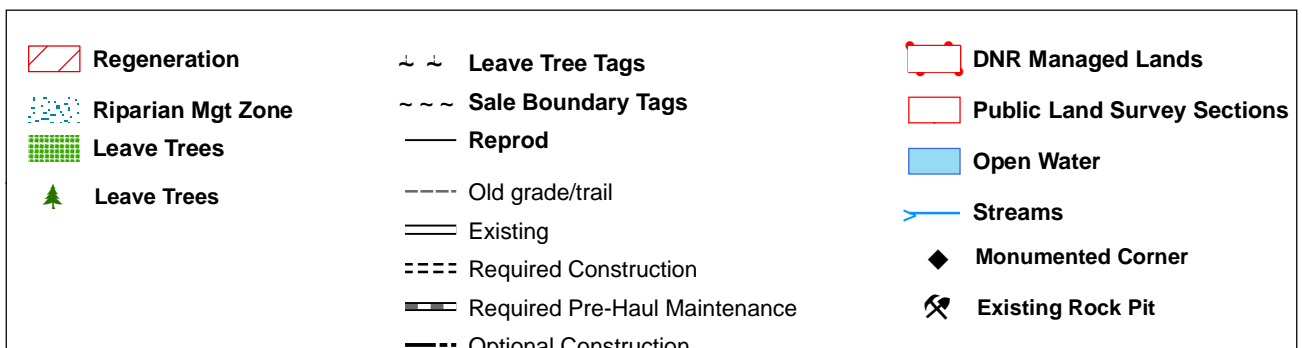 Regeneration
Riparian Mgt Zone
Leave Trees
Leave Trees
Leave Tree Tags
Sale Boundary Tags
Reprod
Old grade/trail
Existing
Required Construction
Required Pre-Haul Maintenance
Optional Construction
DNR Managed Lands
Public Land Survey Sections
Open Water
Streams
Monumented Corner
Existing Rock Pit